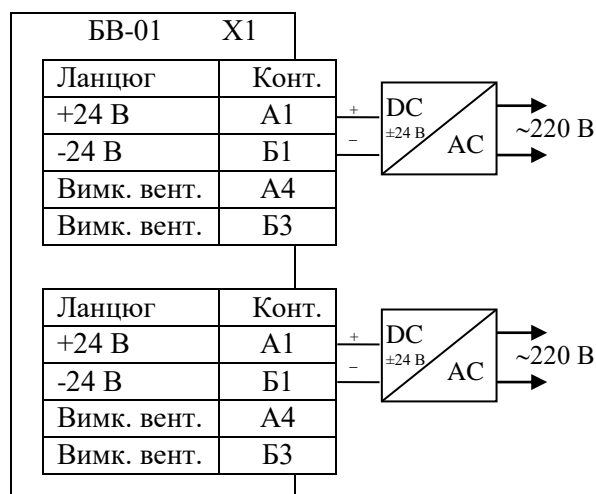 БВ-01 X1
Ланцюг Конт.
+24 В А1
-24 В Б1
Вимк. вент. А4
Вимк. вент. Б3
+
−
DC
±24 В
AC
~220 В
Ланцюг Конт.
+24 В А1
-24 В Б1
Вимк. вент. А4
Вимк. вент. Б3
+
−
DC
±24 В
AC
~220 В